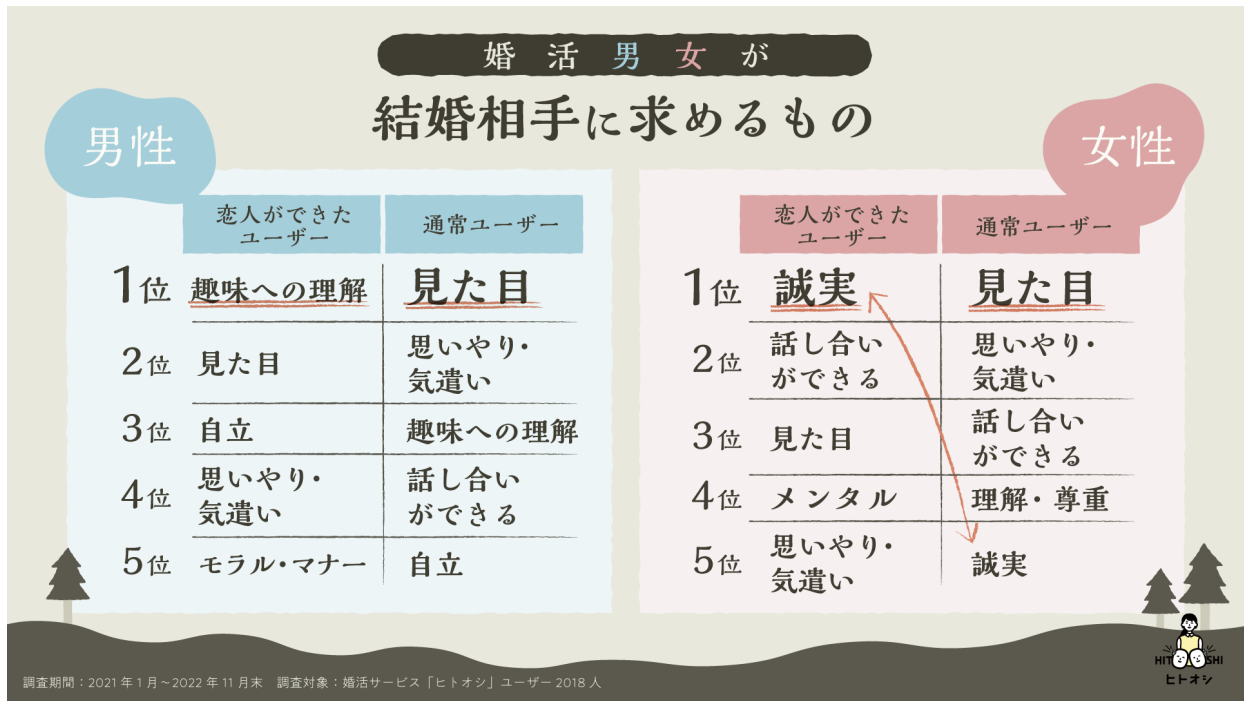 婚活男女が
結婚相手に求めるもの
男性
恋人ができた
ユーザー
通常ユーザー
1位 趣味への理解 見た目
2位 見た目 思いやり・
気遣い
3位 自立 趣味への理解
4位 思いやり・
気遣い 話し合い
ができる
5位 モラル・マナー 自立
女性
恋人ができた
ユーザー
通常ユーザー
1位 誠実 見た目
2位 話し合い
ができる 思いやり・
気遣い
3位 見た目 話し合い
ができる
4位 メンタル 理解・尊重
5位 思いやり・
気遣い 誠実
調査期間:2021年1月~2022年11月末 調査対象:婚活サービス「ヒトオシ」ユーザー2018人
HITOOSHI
ヒトオシ